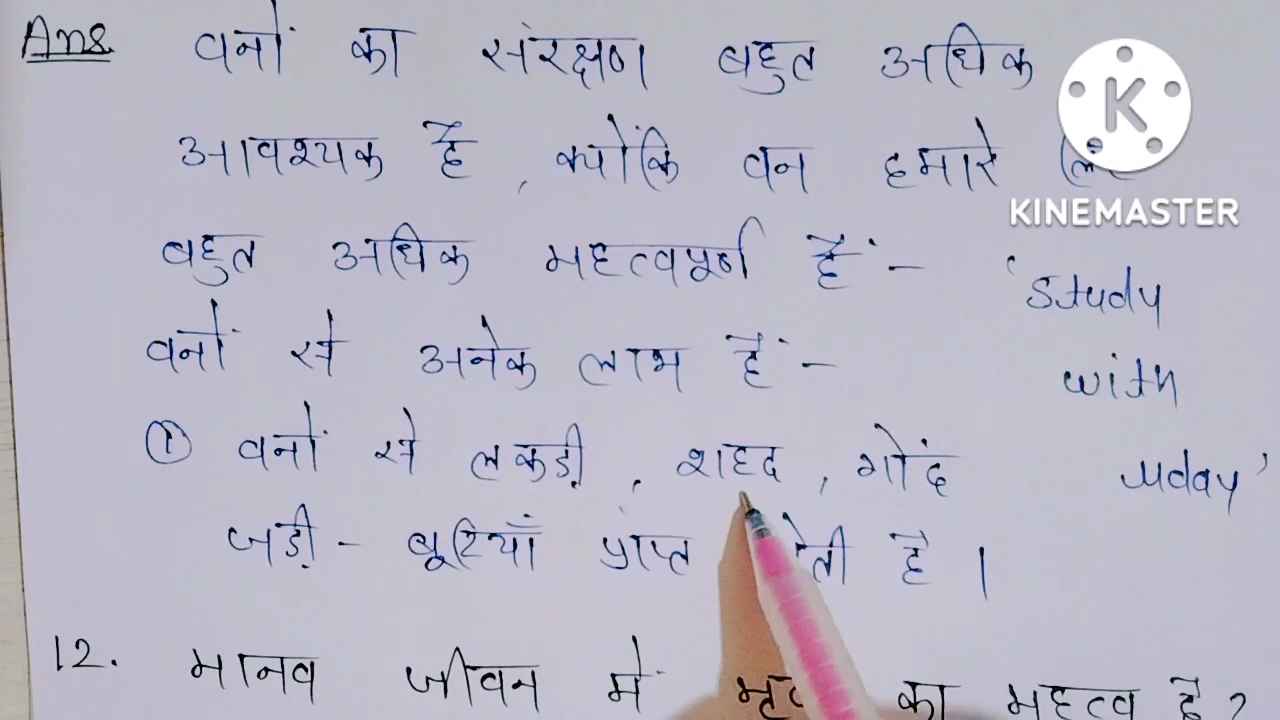 Ans वनों का संरक्षण बहुत अधिक
आवश्यक है, क्योंकि वन हमारे
बहुत अधिक महत्वपूर्ण हैं -
वनों से अनेक लाभ हैं -
① वनों से लकड़ी, शहद, गोंद
जड़ी - बूटियाँ प्राप्त है ।
12. मानव जीवन में का महत्व है ?
K
KINEMASTER
'Study
with
uday'